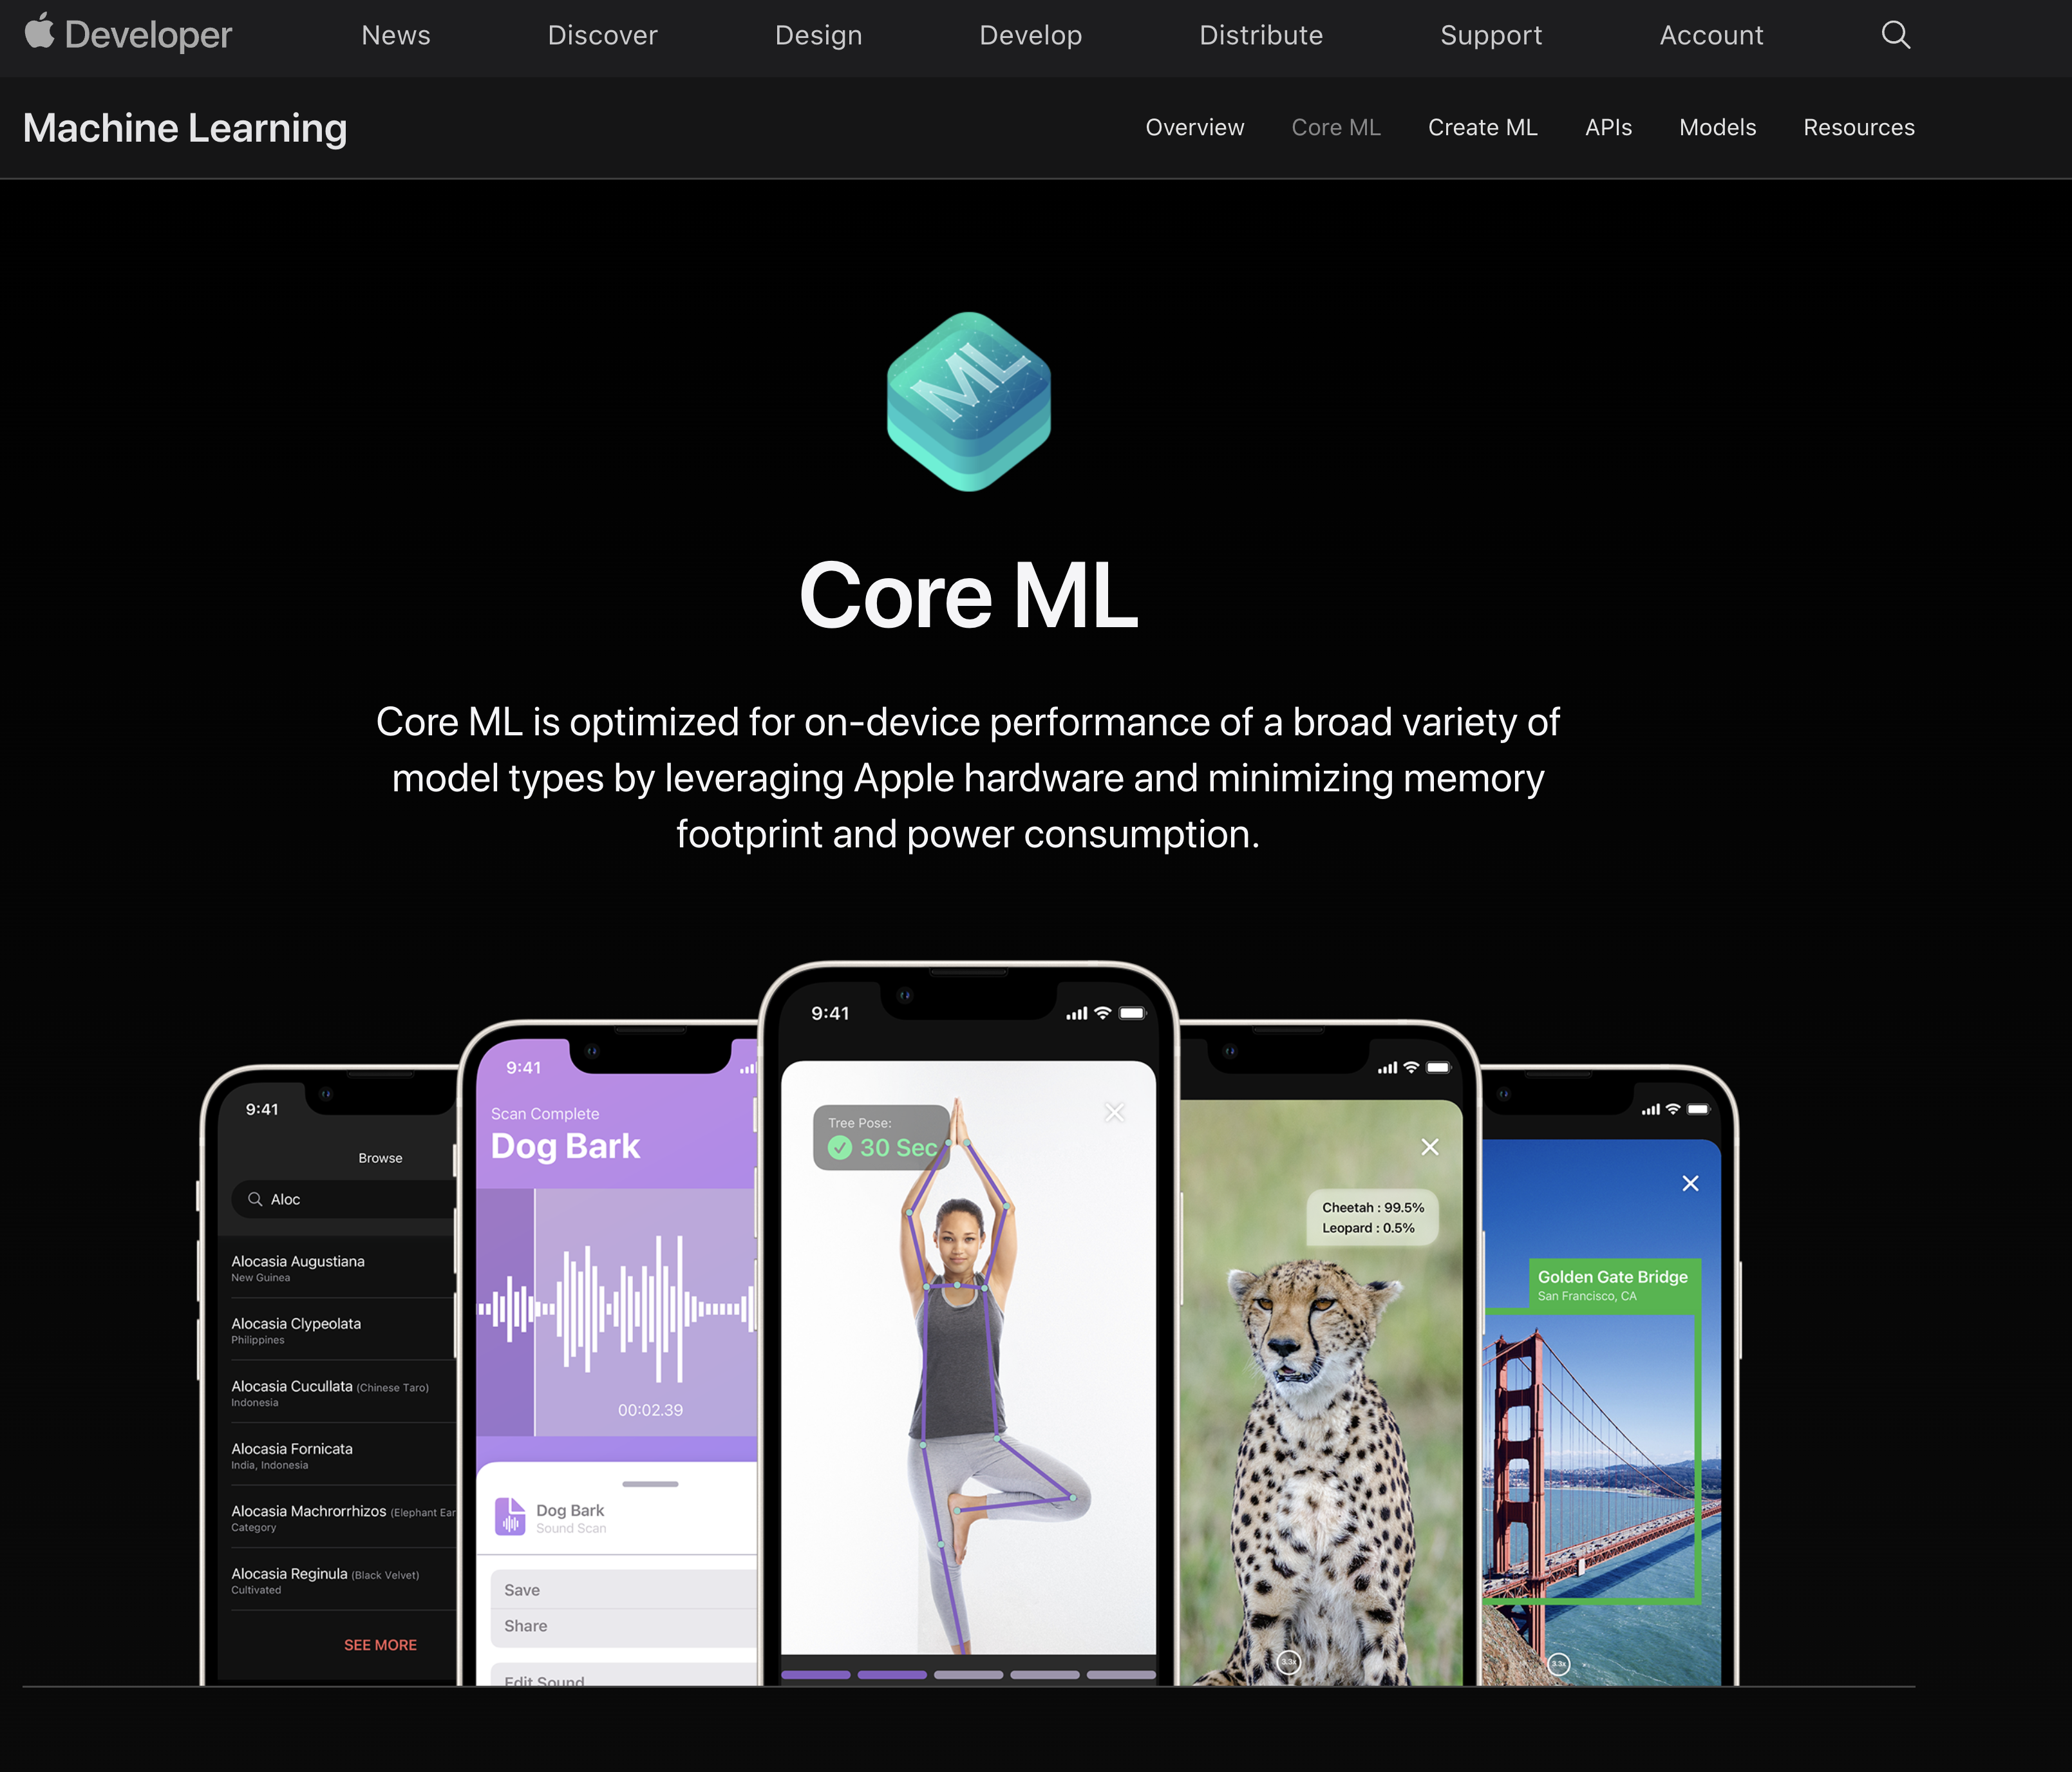 Developer News Discover Design Develop Distribute Support Account
Machine Learning
Overview Core ML Create ML APIs Models Resources
ML
Core ML
Core ML is optimized for on-device performance of a broad variety of
model types by leveraging Apple hardware and minimizing memory
footprint and power consumption.
9:41
Browse
Aloc
Alocasia Augustiana
New Guinea
Alocasia Clypeolata
Philippines
Alocasia Cucullata (Chinese Taro)
Indonesia
Alocasia Fornicata
India, Indonesia
Alocasia Machrorrhizos (Elephant Ear
Category
Alocasia Reginula (Black Velvet)
Cultivated
SEE MORE
9:41
Scan Complete
Dog Bark
00:02.39
Dog Bark
Sound Scan
Save
Share
Edit Sound
9:41
Tree Pose:
30 Sec
Cheetah : 99.5%
Leopard : 0.5%
3.3x
Golden Gate Bridge
San Francisco, CA
3.3x